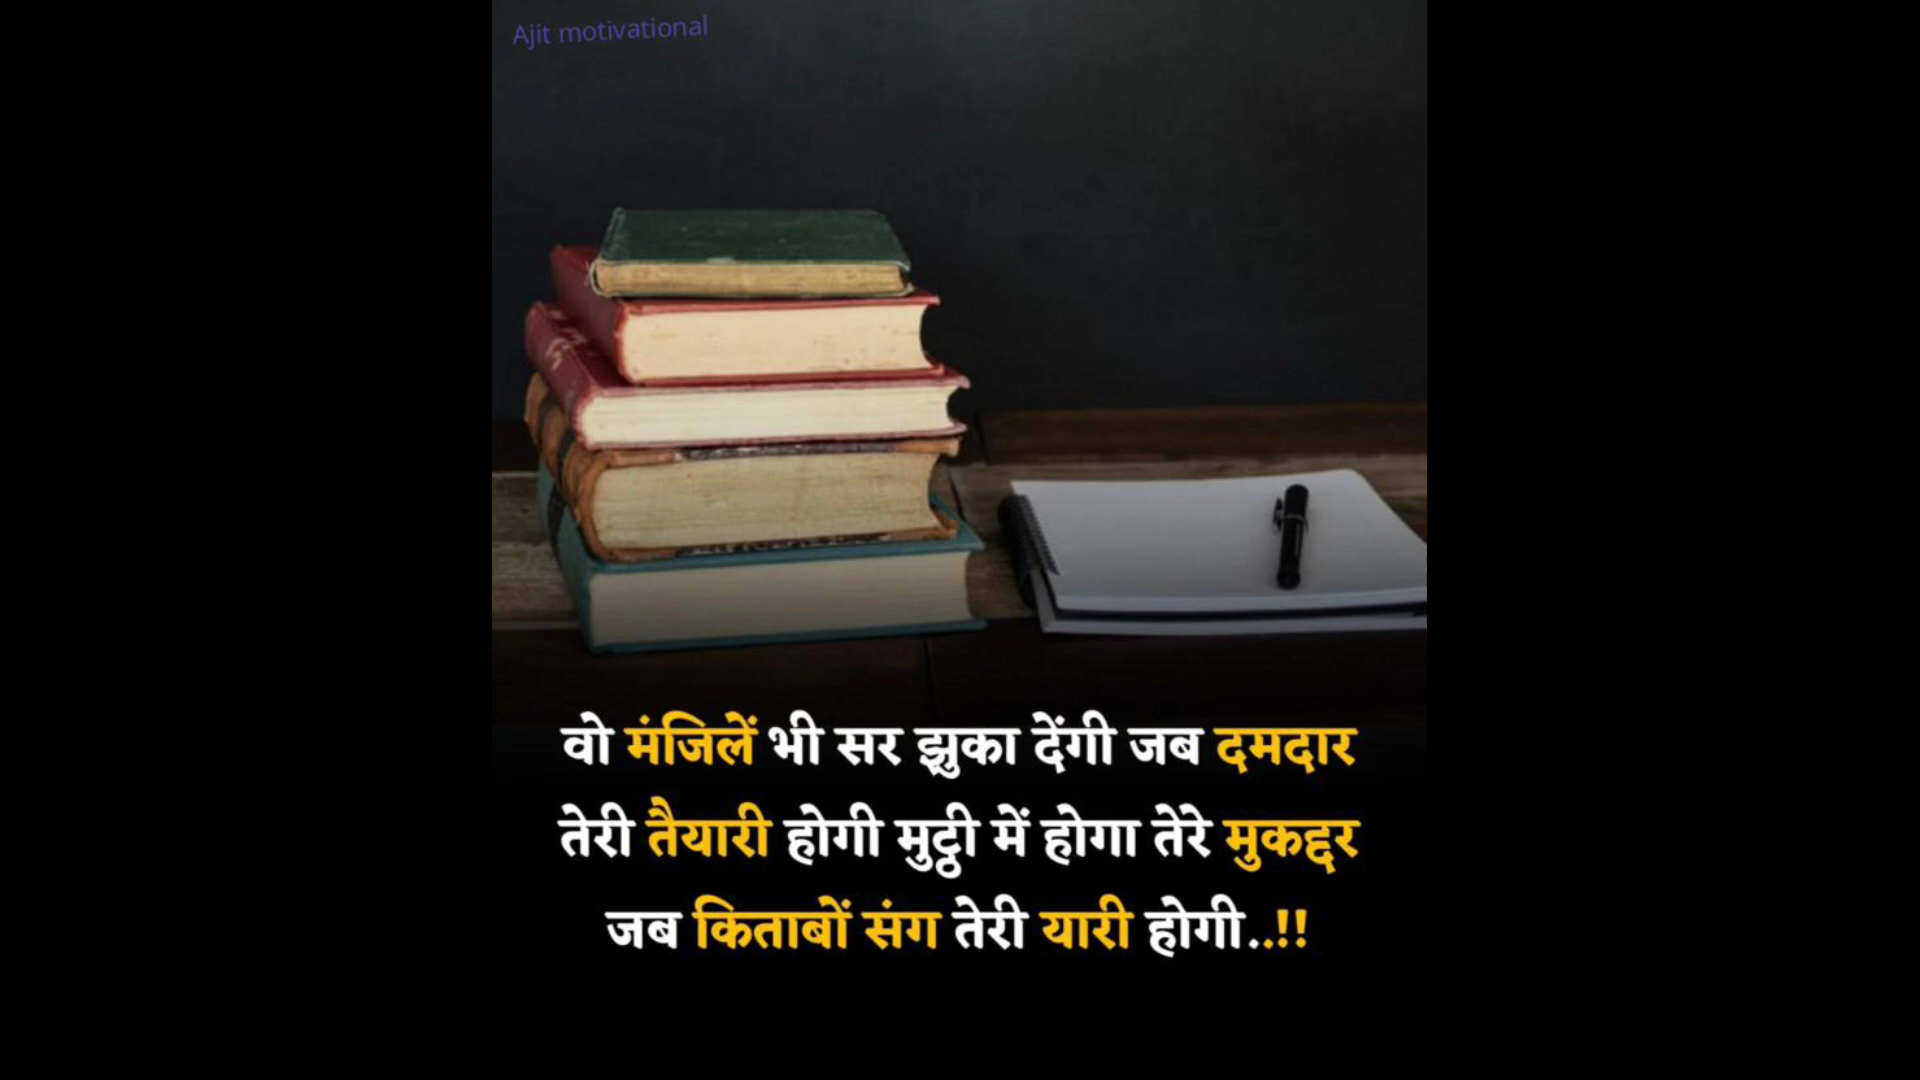 Ajit motivational
वो मंजिलें भी सर झुका देंगी जब दमदार
तेरी तैयारी होगी मुट्ठी में होगा तेरे मुकद्दर
जब किताबों संग तेरी यारी होगी..!!